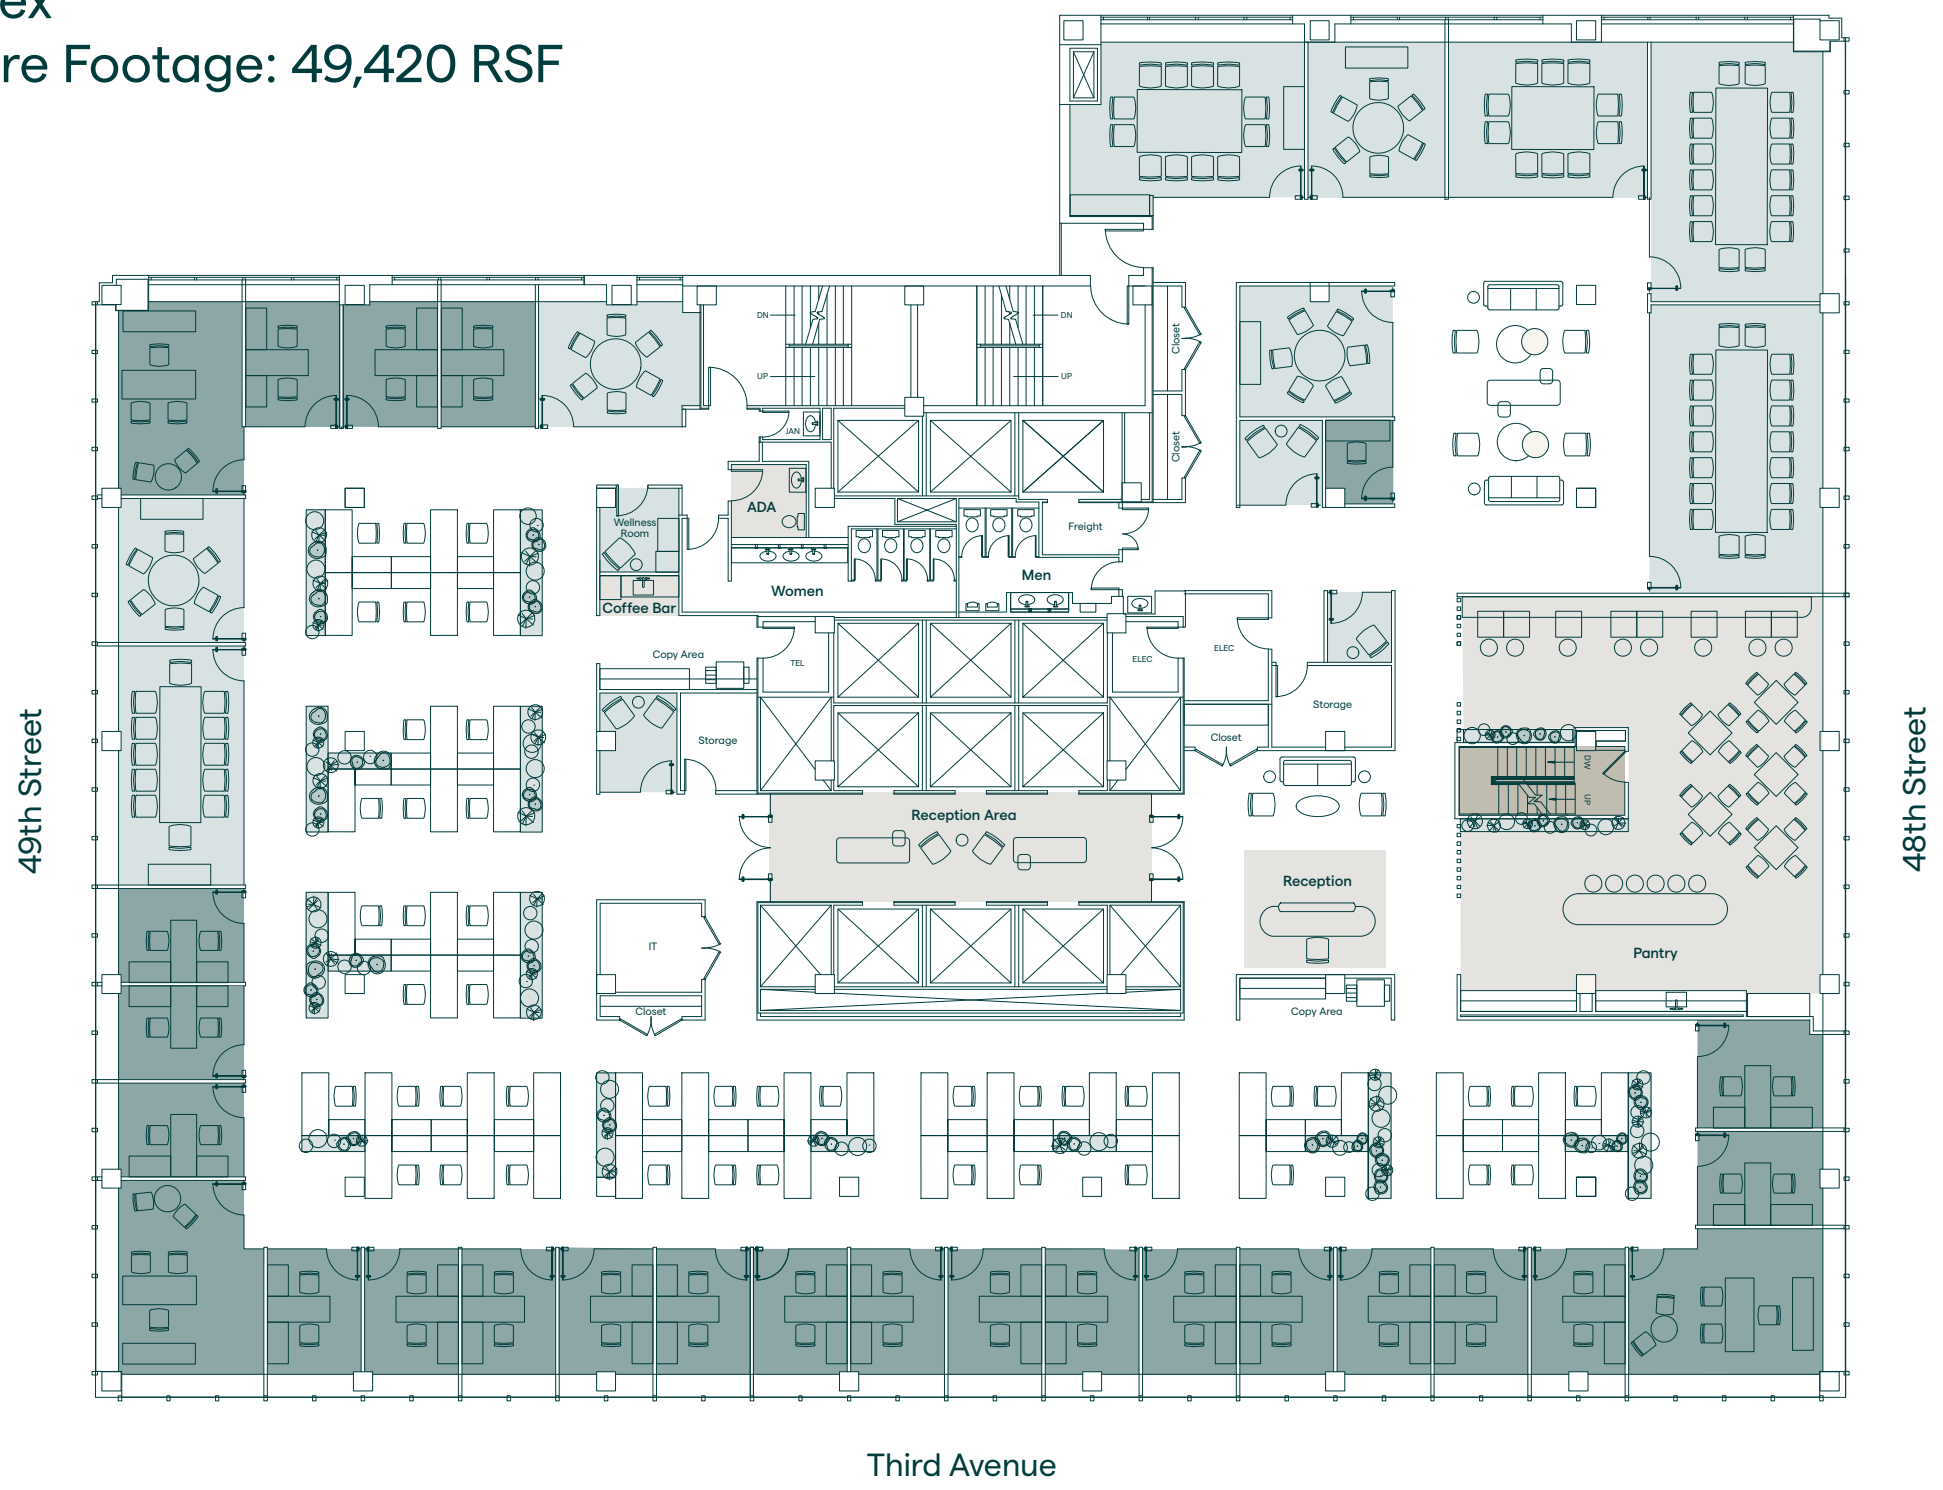 ex
re Footage: 49,420 RSF
DN
DN
Closet
UP
UP
JAN
Closet
ADA
Wellness
Room
Freight
Men
Women
Coffee Bar
Copy Area
TEL
ELEC
ELEC
Storage
Storage
Closet
DW
UP
49th Street
48th Street
Reception Area
Reception
IT
Pantry
Closet
Copy Area
Third Avenue